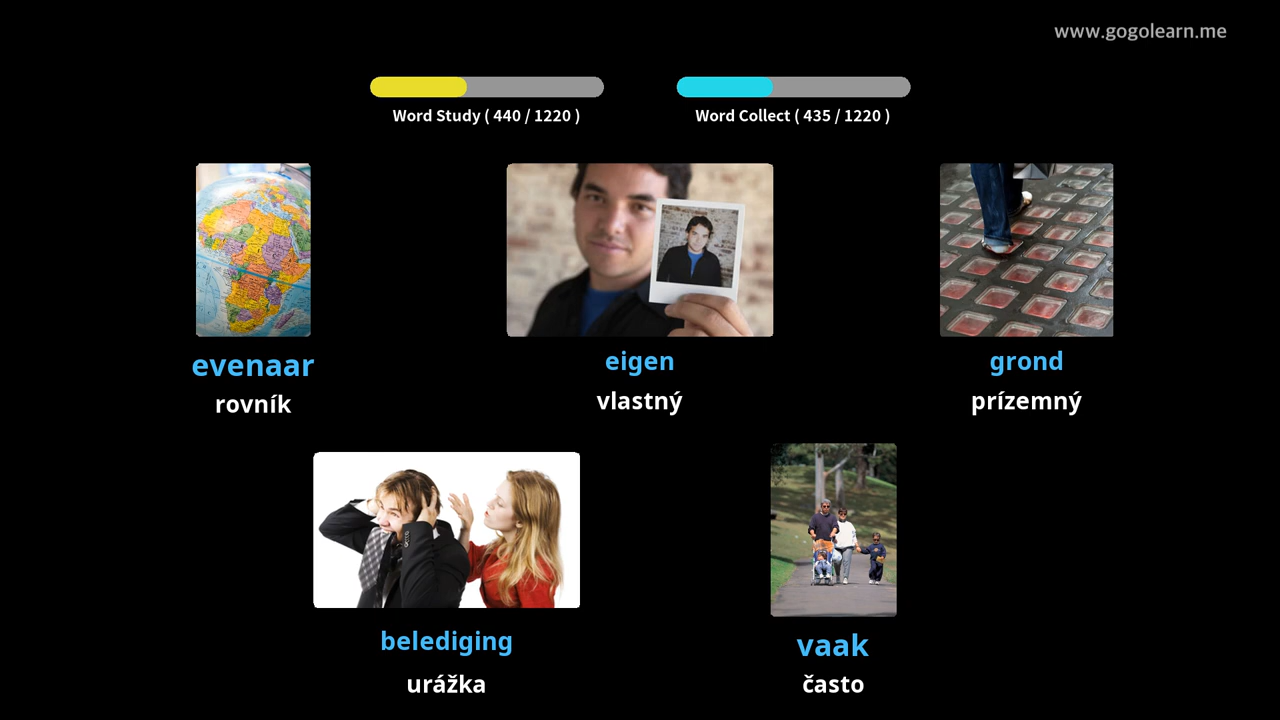 www.gogolearn.me
Word Study ( 440 / 1220 )
Word Collect ( 435 / 1220 )
evenaar
rovník
eigen
vlastný
grond
prízemný
belediging
urážka
vaak
často